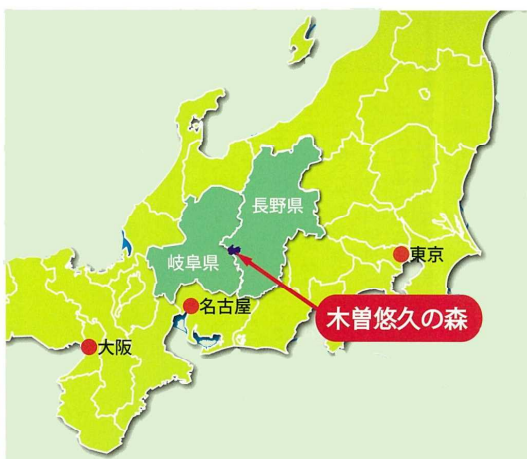 長野県
岐阜県
東京
名古屋
木曽悠久の森
大阪